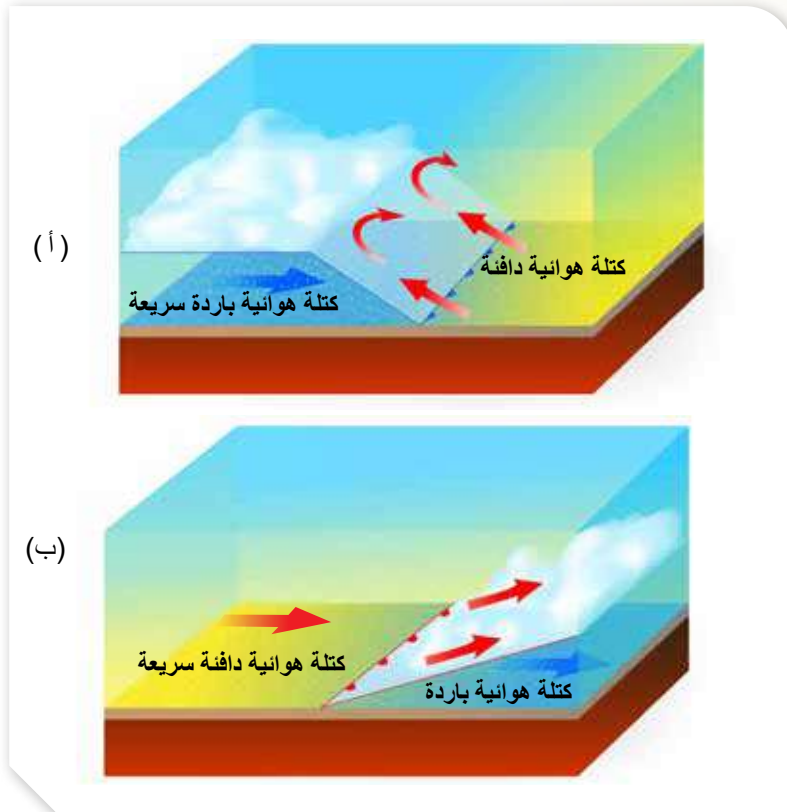 (أ)
كتلة هوائية دافئة
كتلة هوائية باردة سريعة
(ب)
كتلة هوائية دافئة سريعة
كتلة هوائية باردة